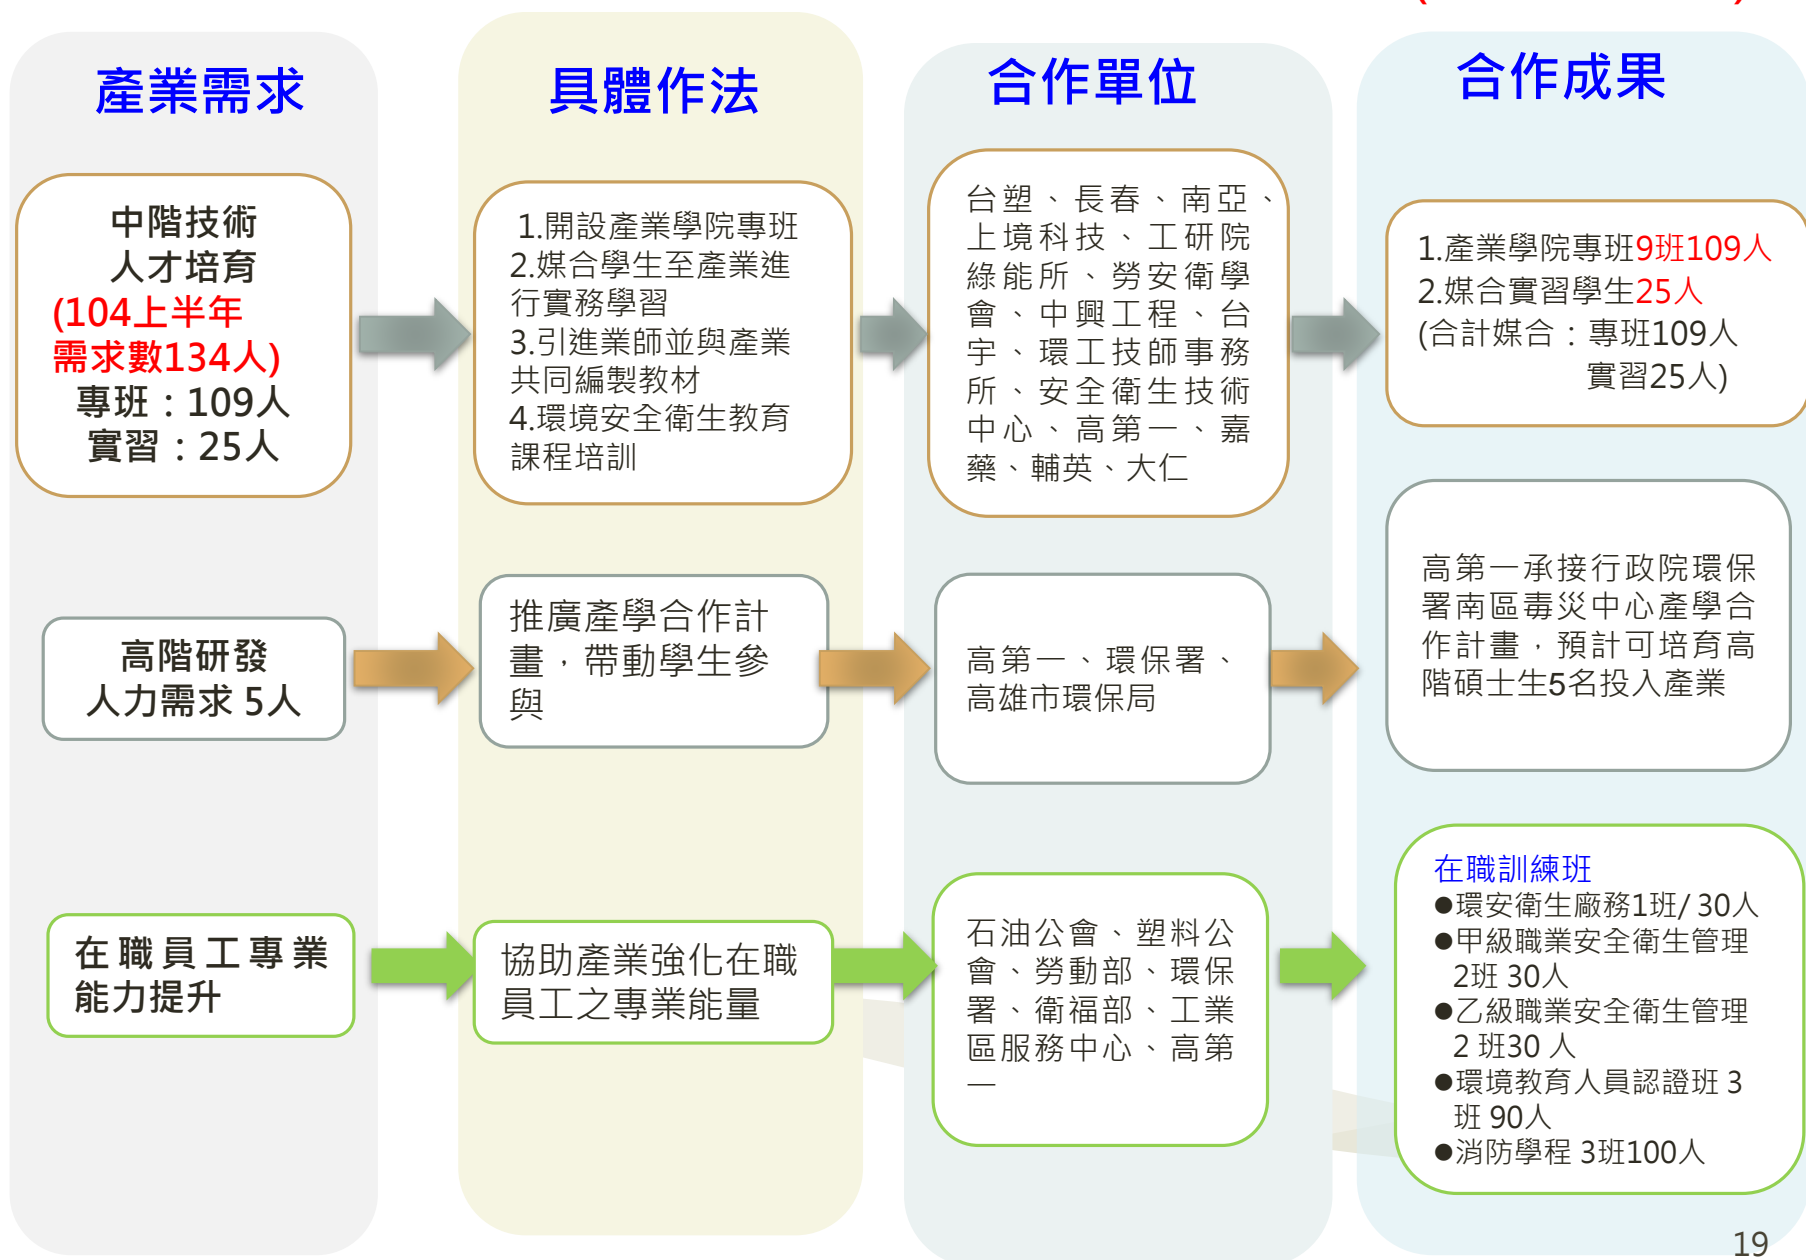 產業需求
具體作法
合作單位
合作成果
中階技術
人才培育
(104上半年
需求數134人)
專班：109人
實習：25人
1.開設產業學院專班
2.媒合學生至產業進
行實務學習
3.引進業師並與產業
共同編製教材
4.環境安全衛生教育
課程培訓
台塑、長春、南亞、
上境科技、工研院
綠能所、勞安衛學
會、中興工程、台
宇、環工技師事務
所、安全衛生技術
中心、高第一、嘉
藥、輔英、大仁
1.產業學院專班9班109人
2.媒合實習學生25人
(合計媒合：專班109人
實習25人)
高階研發
人力需求 5人
推廣產學合作計
畫，帶動學生參
與
高第一、環保署、
高雄市環保局
高第一承接行政院環保
署南區毒災中心產學合
作計畫，預計可培育高
階碩士生5名投入產業
在職員工專業
能力提升
協助產業強化在職
員工之專業能量
石油公會、塑料公
會、勞動部、環保
署、衛福部、工業
區服務中心、高第
一
在職訓練班
●環安衛生廠務1班/ 30人
●甲級職業安全衛生管理
2班 30人
●乙級職業安全衛生管理
2 班30 人
●環境教育人員認證班 3
班 90人
●消防學程 3班100人
19